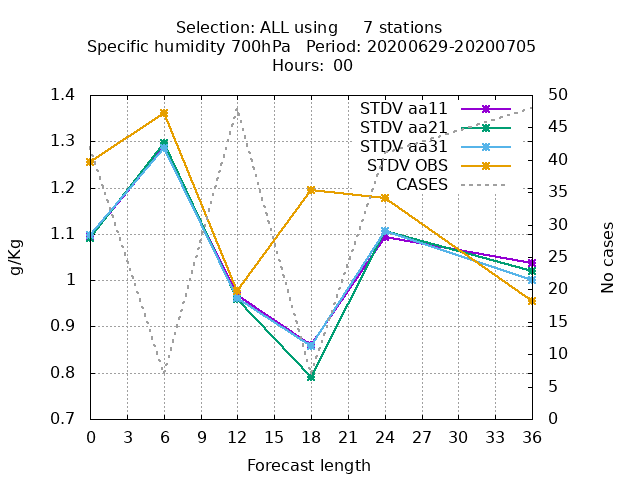 Selection: ALL using     7 stations
Specific humidity 700hPa   Period: 20200629-20200705
Hours: 00
STDV aa11
STDV aa21
STDV aa31
STDV OBS
CASES
g/Kg
1.4
1.3
1.2
1.1
1
0.9
0.8
0.7
50
45
40
35
30
25
20
15
10
5
0
No cases
0 3 6 9 12 15 18 21 24 27 30 33 36
Forecast length